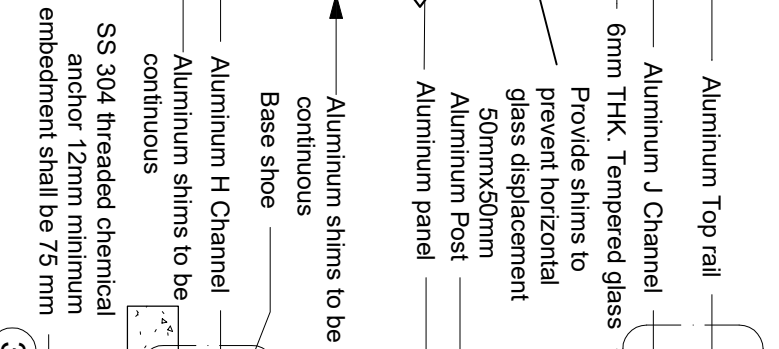 Aluminum Top rail
Aluminum J Channel
6mm THK. Tempered glass
Provide shims to
prevent horizontal
glass displacement
50mmx50mm
Aluminum Post
Aluminum panel
Aluminum shims to be
continuous
Base shoe
Aluminum H Channel
Aluminum shims to be
continuous
SS 304 threaded chemical
anchor 12mm minimum
embedment shall be 75 mm